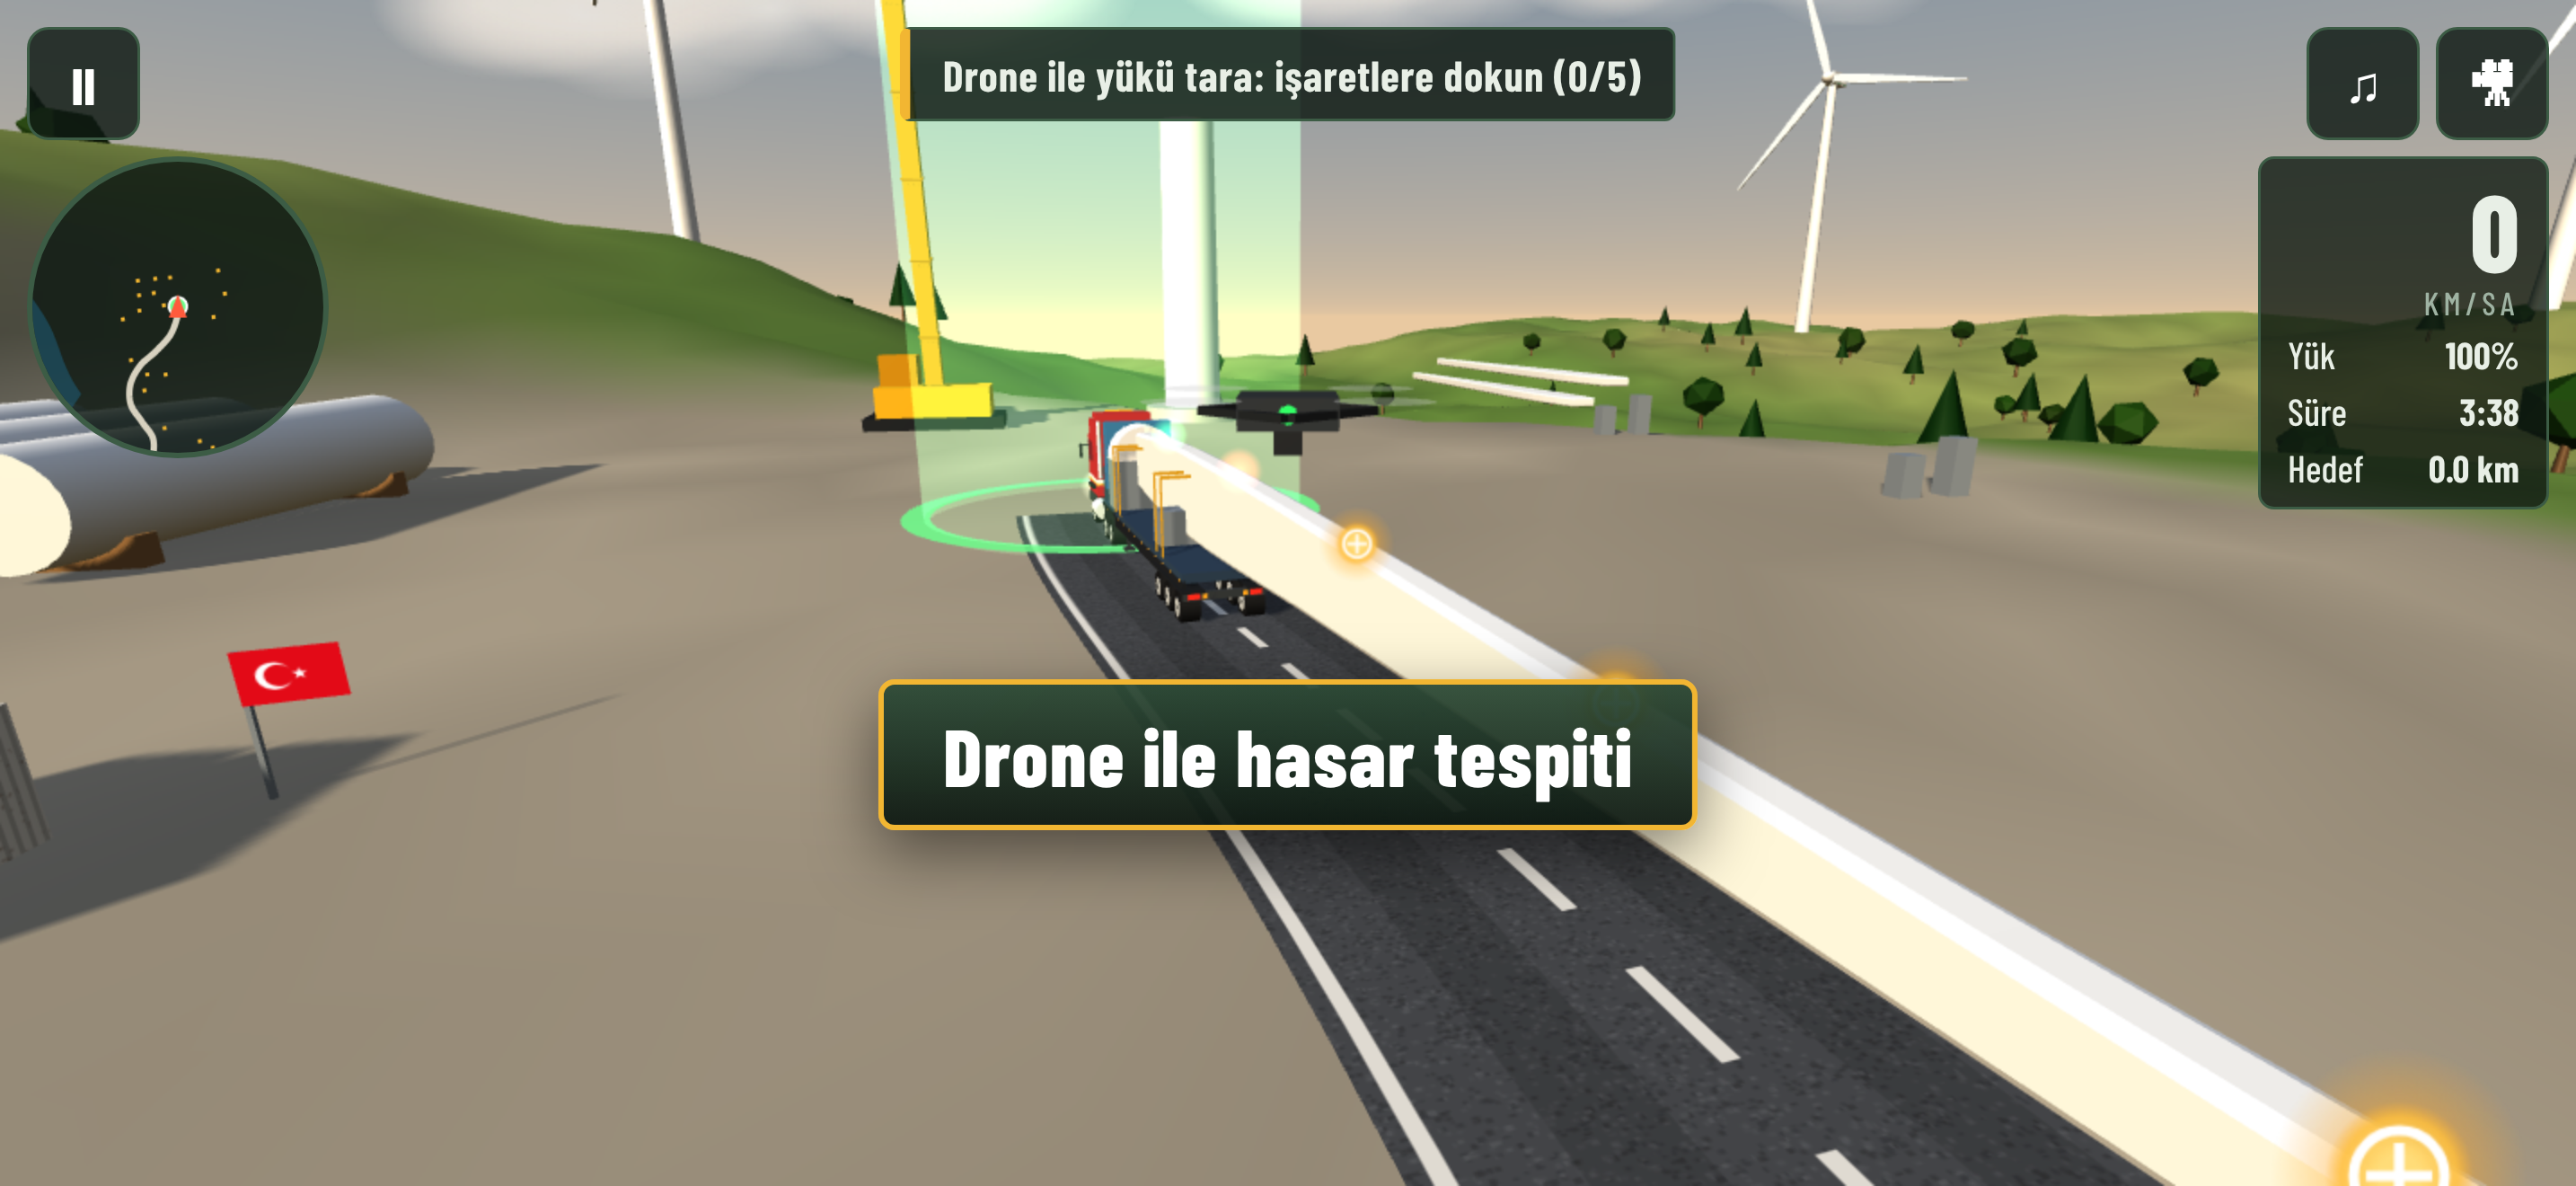 Drone ile yükü tara: işaretlere dokun (0/5)
0
KM/SA
Yük 100%
Süre 3:38
Hedef 0.0 km
Drone ile hasar tespiti